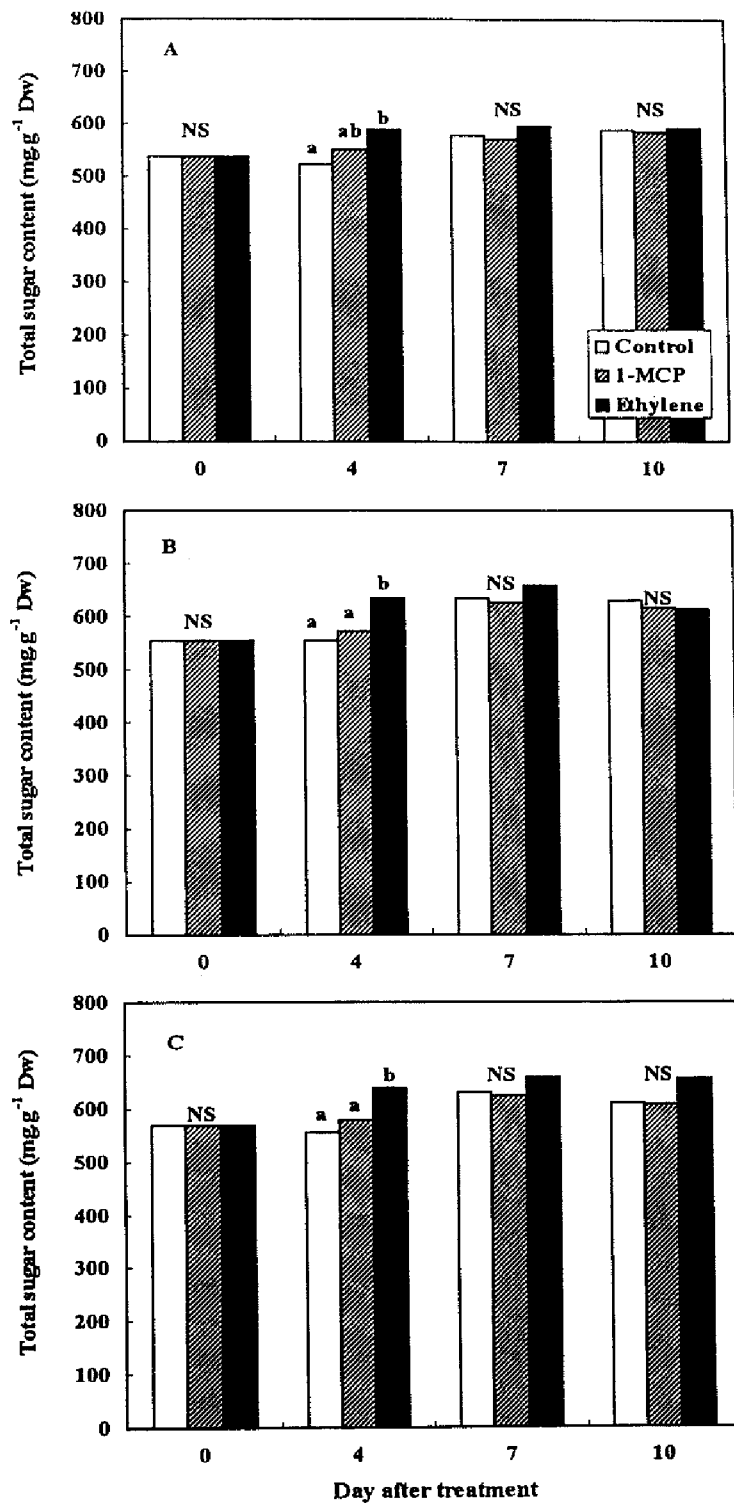 800
A
700
600
NS
a
ab
b
NS
NS
500
400
300
200
100
0
Total sugar content (mg.g⁻¹ Dw)
Control
1-MCP
Ethylene
0 4 7 10
800
B
700
600
NS
a
a
b
NS
NS
500
400
300
200
100
0
Total sugar content (mg.g⁻¹ Dw)
0 4 7 10
800
C
700
600
NS
a
a
b
NS
NS
500
400
300
200
100
0
Total sugar content (mg.g⁻¹ Dw)
0 4 7 10
Day after treatment